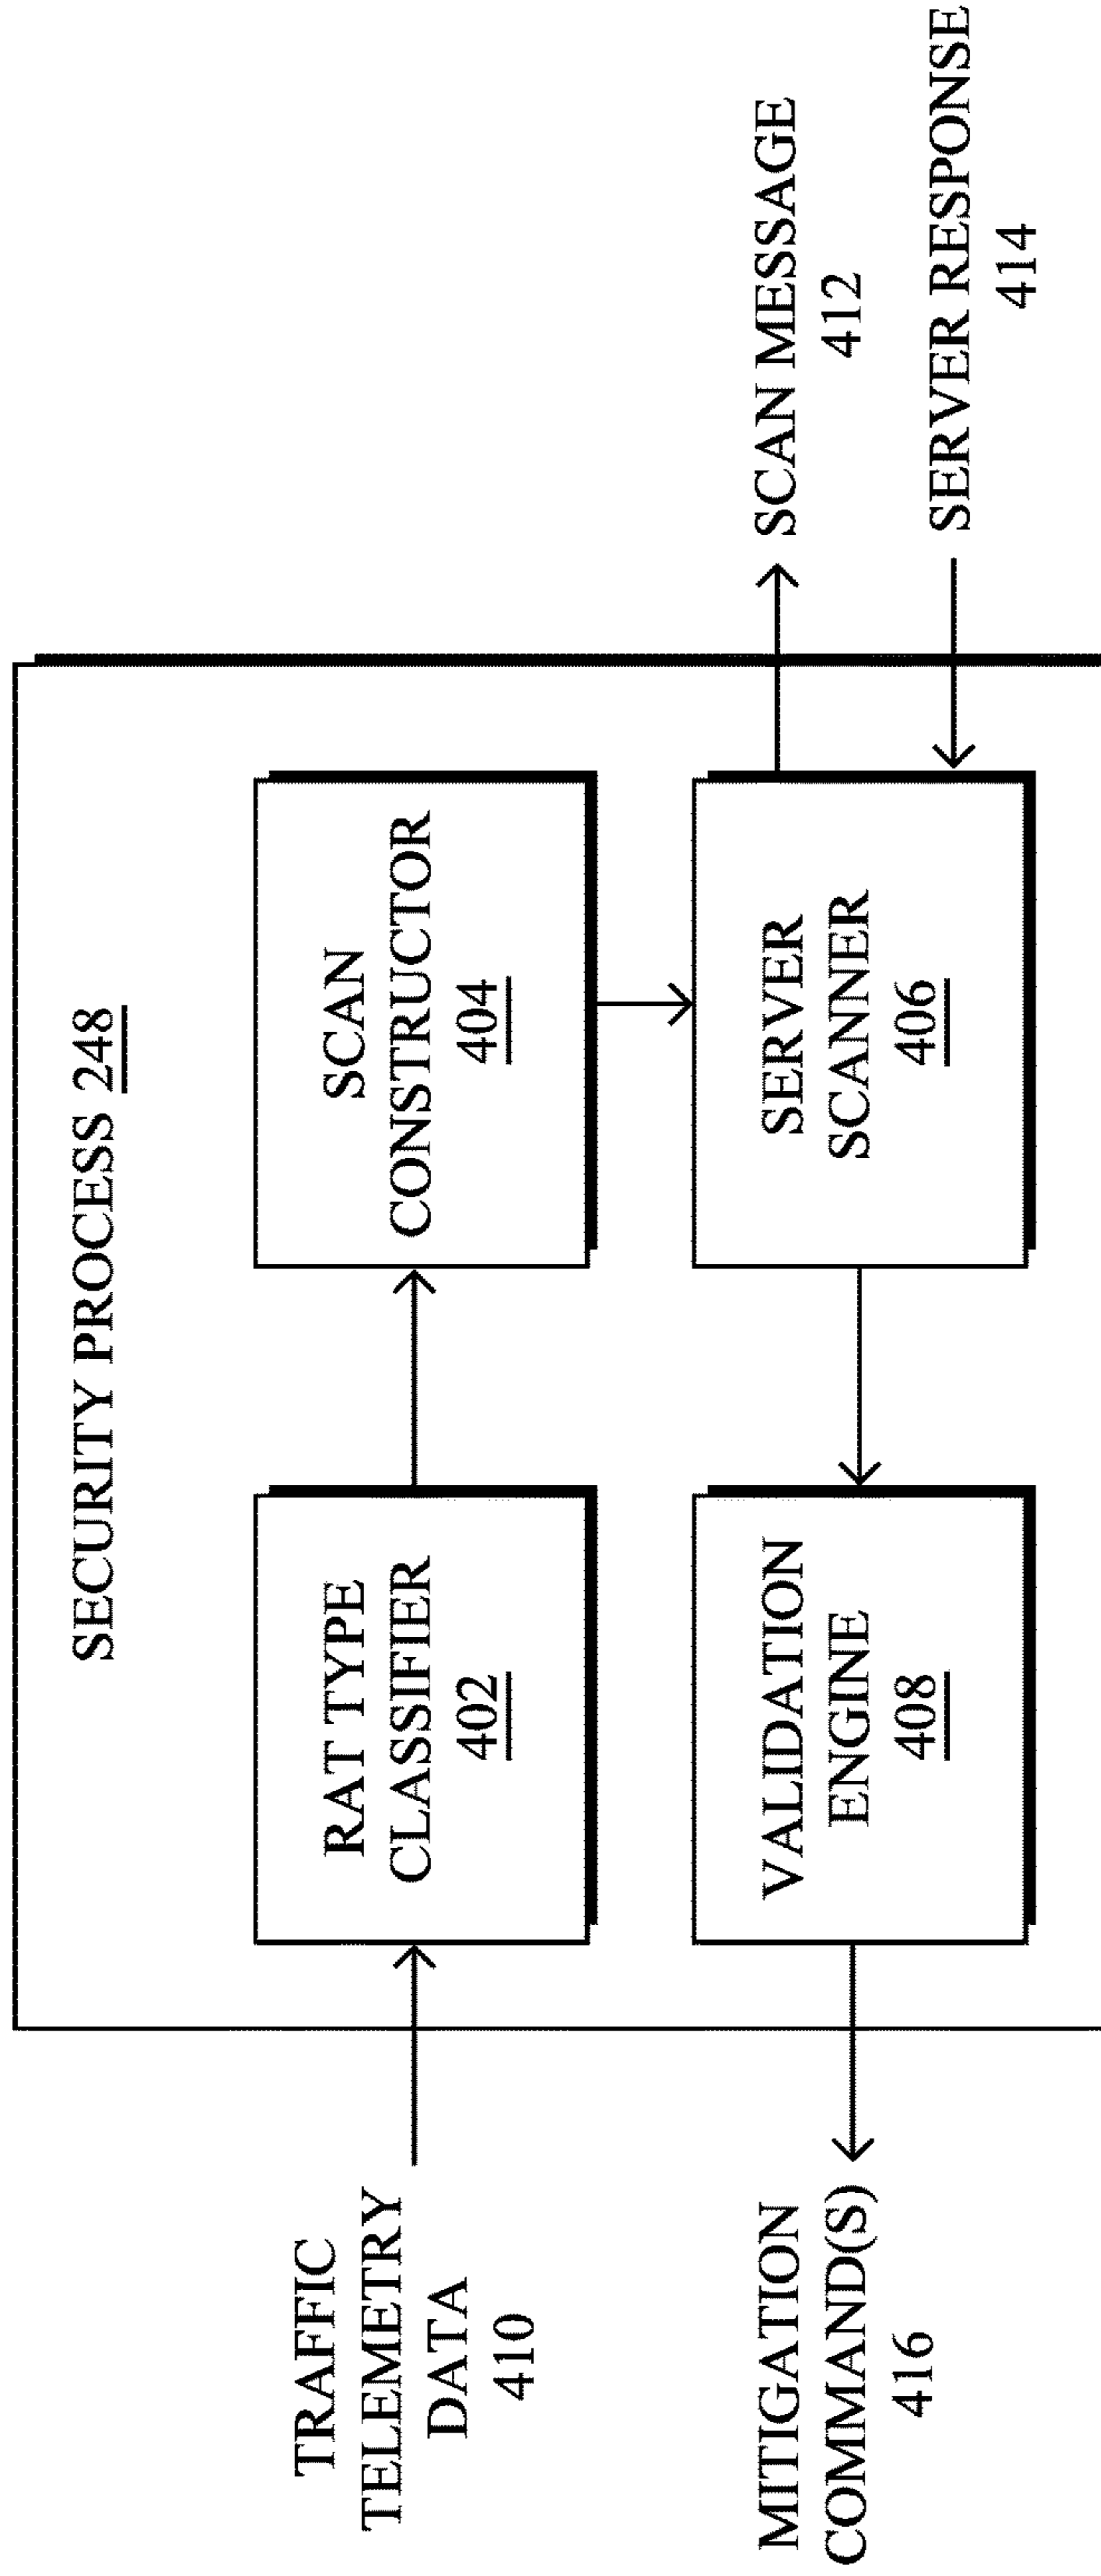 SECURITY PROCESS 248
TRAFFIC
TELEMETRY
DATA
410
RAT TYPE
CLASSIFIER
402
SCAN
CONSTRUCTOR
404
MITIGATION
COMMAND(S)
416
VALIDATION
ENGINE
408
SERVER
SCANNER
406
SCAN MESSAGE
412
SERVER RESPONSE
414